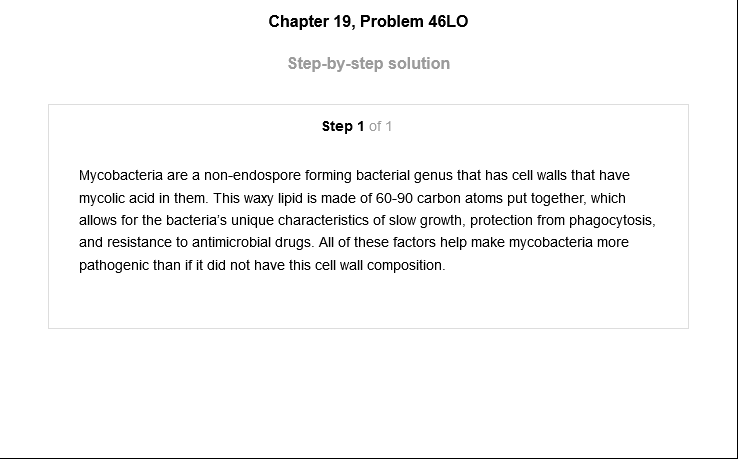 Chapter 19, Problem 46LO
Step-by-step solution
Step 1 of 1
Mycobacteria are a non-endospore forming bacterial genus that has cell walls that have
mycolic acid in them. This waxy lipid is made of 60-90 carbon atoms put together, which
allows for the bacteria's unique characteristics of slow growth, protection from phagocytosis,
and resistance to antimicrobial drugs. All of these factors help make mycobacteria more
pathogenic than if it did not have this cell wall composition.